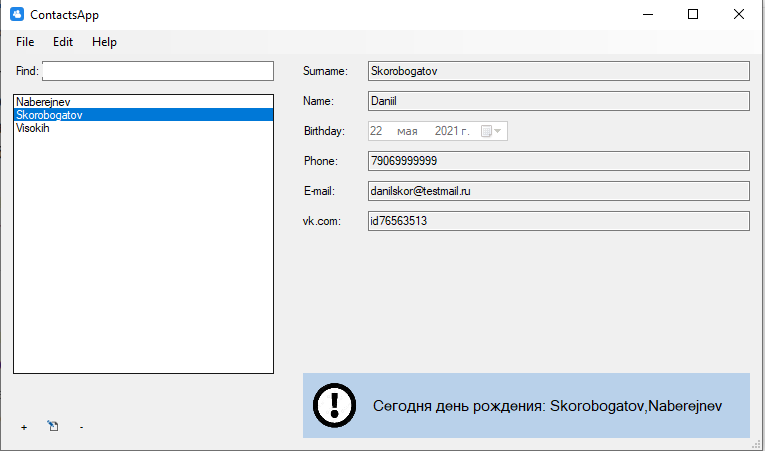 ContactsApp
File Edit Help
Find:
Naberejnev
Skorobogatov
Visokih
+ -
Surname: Skorobogatov
Name: Daniil
Birthday: 22 мая 2021 г.
Phone: 79069999999
E-mail: danilskor@testmail.ru
vk.com: id76563513
Сегодня день рождения: Skorobogatov,Naberejnev